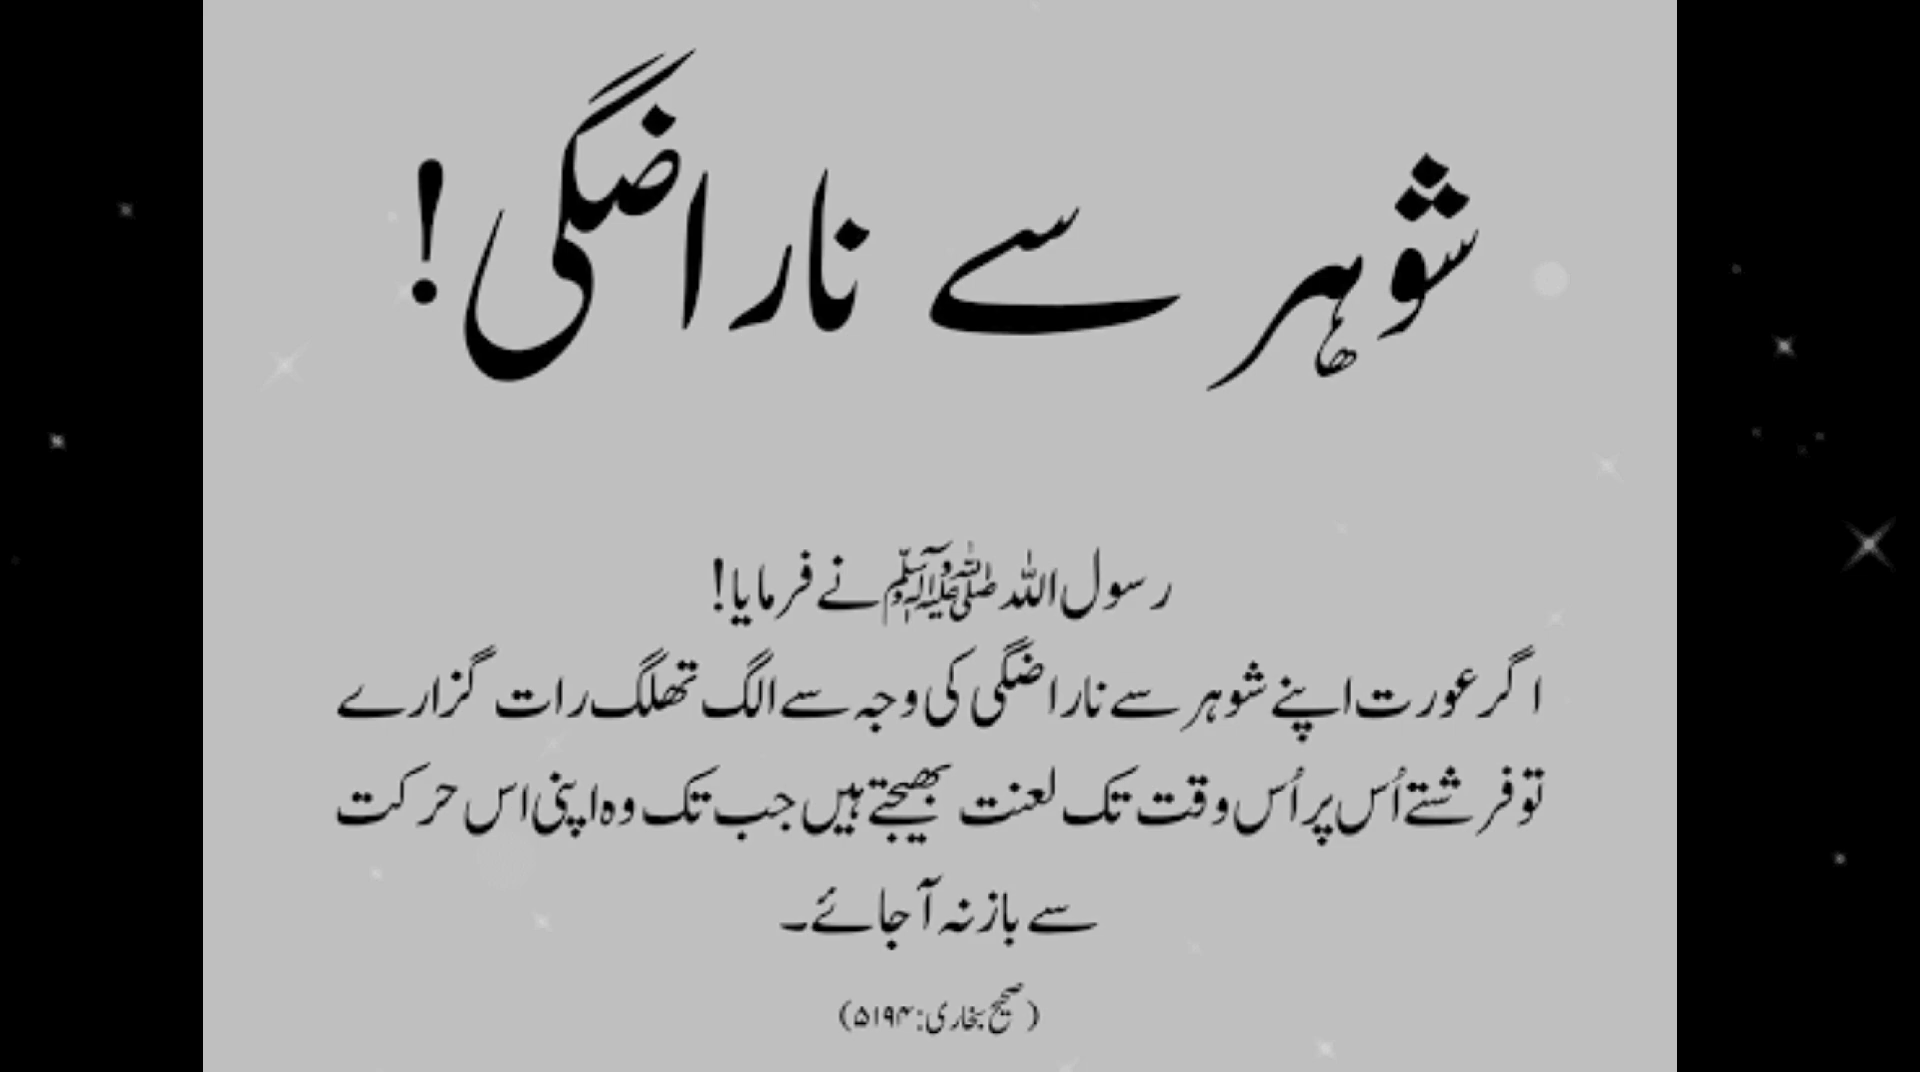 شوہر سے ناراضگی!
رسول اللہ ﷺ نے فرمایا!
اگر عورت اپنے شوہر سے ناراضگی کی وجہ سے الگ تھلگ رات گزارے
تو فرشتے اُس پر اُس وقت تک لعنت بھیجتے ہیں جب تک وہ اپنی اس حرکت
سے باز نہ آجائے۔
(صحیح بخاری: ۵۱۹۴)